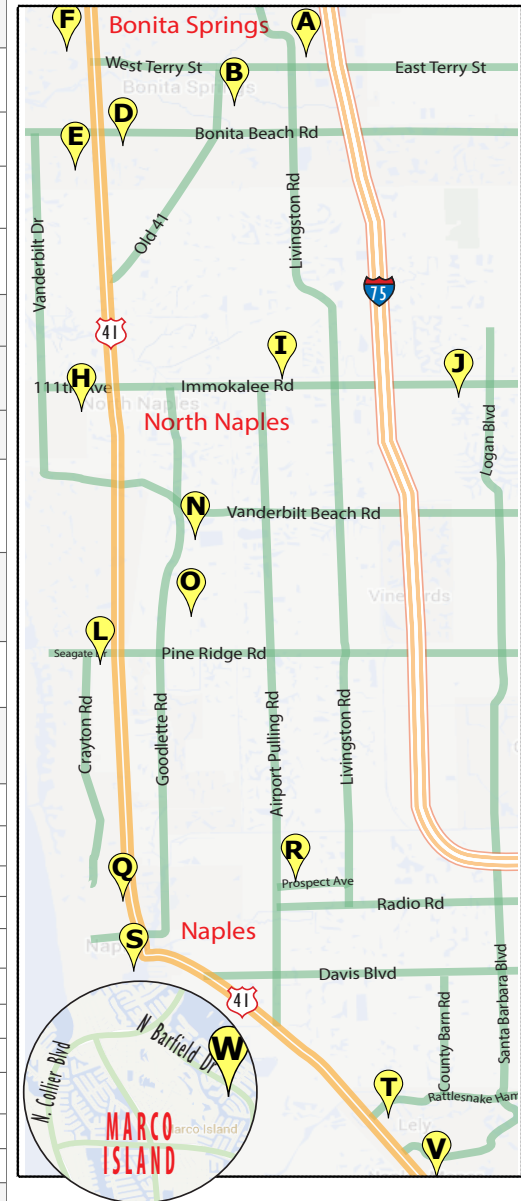 F
Bonita Springs
A
West Terry St
B
East Terry St
Bonita Springs
D
E
Bonita Beach Rd
Old 41
Livingston Rd
Vanderbilt Dr
75
41
I
J
H
111th Ave
Immokalee Rd
North Naples
North Naples
Logan Blvd
N
Vanderbilt Beach Rd
O
Vineyards
L
Seagate Dr
Pine Ridge Rd
Crayton Rd
Goodlette Rd
Airport Pulling Rd
Livingston Rd
R
Q
Prospect Ave
Radio Rd
Naples
S
Davis Blvd
41
County Barn Rd
Santa Barbara Blvd
N Barfield Dr
W
N. Collier Blvd
T
Rattlesnake Ham
MARCO
ISLAND
Marco Island
Lely
V